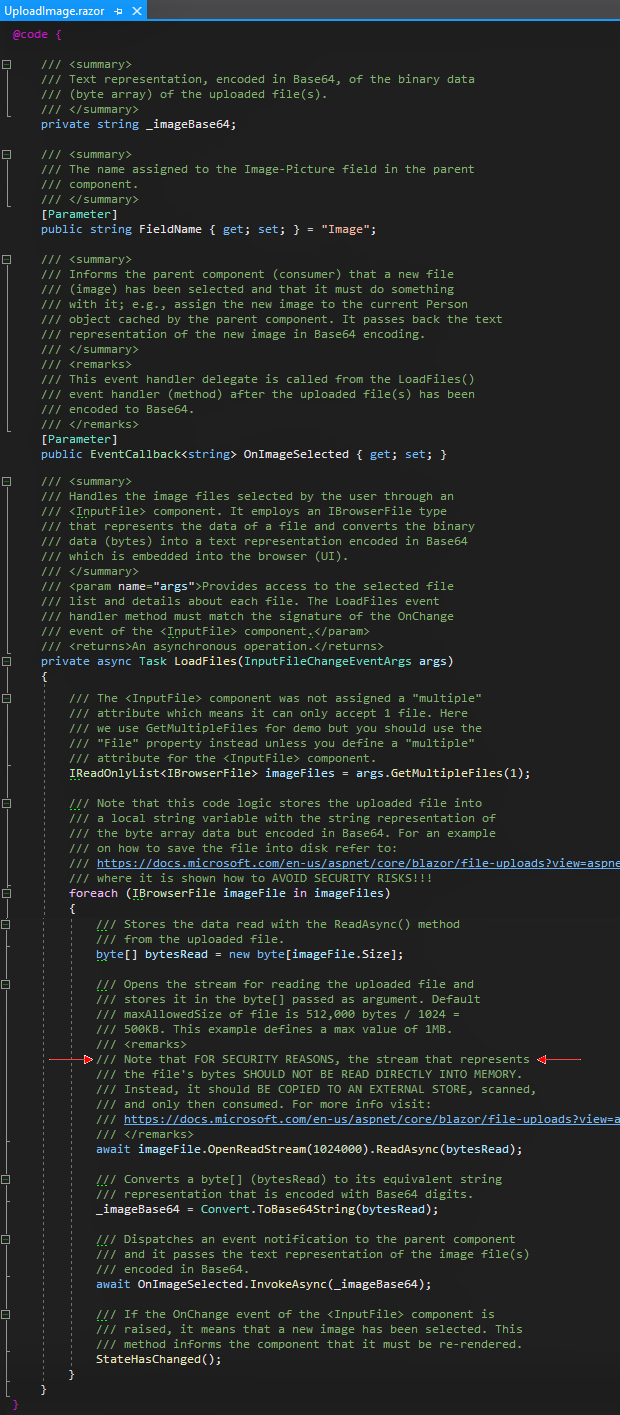 UploadImage.razor
@code {
/// <summary>
/// Text representation, encoded in Base64, of the binary data
/// (byte array) of the uploaded file(s).
/// </summary>
private string _imageBase64;
/// <summary>
/// The name assigned to the Image-Picture field in the parent
/// component.
/// </summary>
[Parameter]
public string FieldName { get; set; } = "Image";
/// <summary>
/// Informs the parent component (consumer) that a new file
/// (image) has been selected and that it must do something
/// with it; e.g., assign the new image to the current Person
/// object cached by the parent component. It passes back the text
/// representation of the new image in Base64 encoding.
/// </summary>
/// <remarks>
/// This event handler delegate is called from the LoadFiles()
/// event handler (method) after the uploaded file(s) has been
/// encoded to Base64.
/// </remarks>
[Parameter]
public EventCallback<string> OnImageSelected { get; set; }
/// <summary>
/// Handles the image files selected by the user through an
/// <InputFile> component. It employs an IBrowserFile type
/// that represents the data of a file and converts the binary
/// data (bytes) into a text representation encoded in Base64
/// which is embedded into the browser (UI).
/// </summary>
/// <param name="args">Provides access to the selected file
/// list and details about each file. The LoadFiles event
/// handler method must match the signature of the OnChange
/// event of the <InputFile> component.</param>
/// <returns>An asynchronous operation.</returns>
private async Task LoadFiles(InputFileChangeEventArgs args)
{
/// The <InputFile> component was not assigned a "multiple"
/// attribute which means it can only accept 1 file. Here
/// we use GetMultipleFiles for demo but you should use the
/// "File" property instead unless you define a "multiple"
/// attribute for the <InputFile> component.
IReadOnlyList<IBrowserFile> imageFiles = args.GetMultipleFiles(1);
/// Note that this code logic stores the uploaded file into
/// a local string variable with the string representation of
/// the byte array data but encoded in Base64. For an example
/// on how to save the file into disk refer to:
/// https://docs.microsoft.com/en-us/aspnet/core/blazor/file-uploads?view=aspne
/// where it is shown how to AVOID SECURITY RISKS!!!
foreach (IBrowserFile imageFile in imageFiles)
{
/// Stores the data read with the ReadAsync() method
/// from the uploaded file.
byte[] bytesRead = new byte[imageFile.Size];
/// Opens the stream for reading the uploaded file and
/// stores it in the byte[] passed as argument. Default
/// maxAllowedSize of file is 512,000 bytes / 1024 =
/// 500KB. This example defines a max value of 1MB.
/// <remarks>
/// Note that FOR SECURITY REASONS, the stream that represents
/// the file's bytes SHOULD NOT BE READ DIRECTLY INTO MEMORY.
/// Instead, it should BE COPIED TO AN EXTERNAL STORE, scanned,
/// and only then consumed. For more info visit:
/// https://docs.microsoft.com/en-us/aspnet/core/blazor/file-uploads?view=a
/// </remarks>
await imageFile.OpenReadStream(1024000).ReadAsync(bytesRead);
/// Converts a byte[] (bytesRead) to its equivalent string
/// representation that is encoded with Base64 digits.
_imageBase64 = Convert.ToBase64String(bytesRead);
/// Dispatches an event notification to the parent component
/// and it passes the text representation of the image file(s)
/// encoded in Base64.
await OnImageSelected.InvokeAsync(_imageBase64);
/// If the OnChange event of the <InputFile> component is
/// raised, it means that a new image has been selected. This
/// method informs the component that it must be re-rendered.
StateHasChanged();
}
}
}